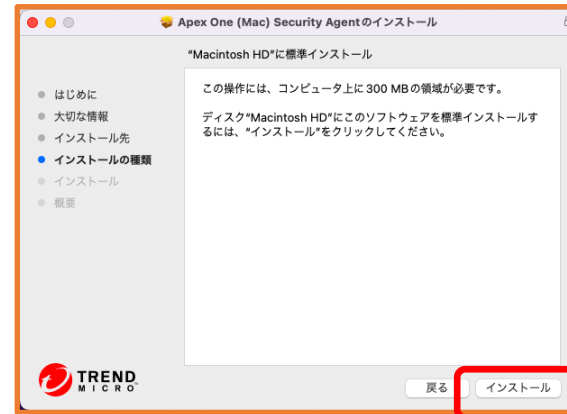 Apex One (Mac) Security Agentのインストール
"Macintosh HD"に標準インストール
はじめに
大切な情報
インストール先
インストールの種類
インストール
概要
この操作には、コンピュータ上に300 MBの領域が必要です。
ディスク"Macintosh HD"にこのソフトウェアを標準インストールす
るには、"インストール"をクリックしてください。
TREND
MICRO
戻る
インストール